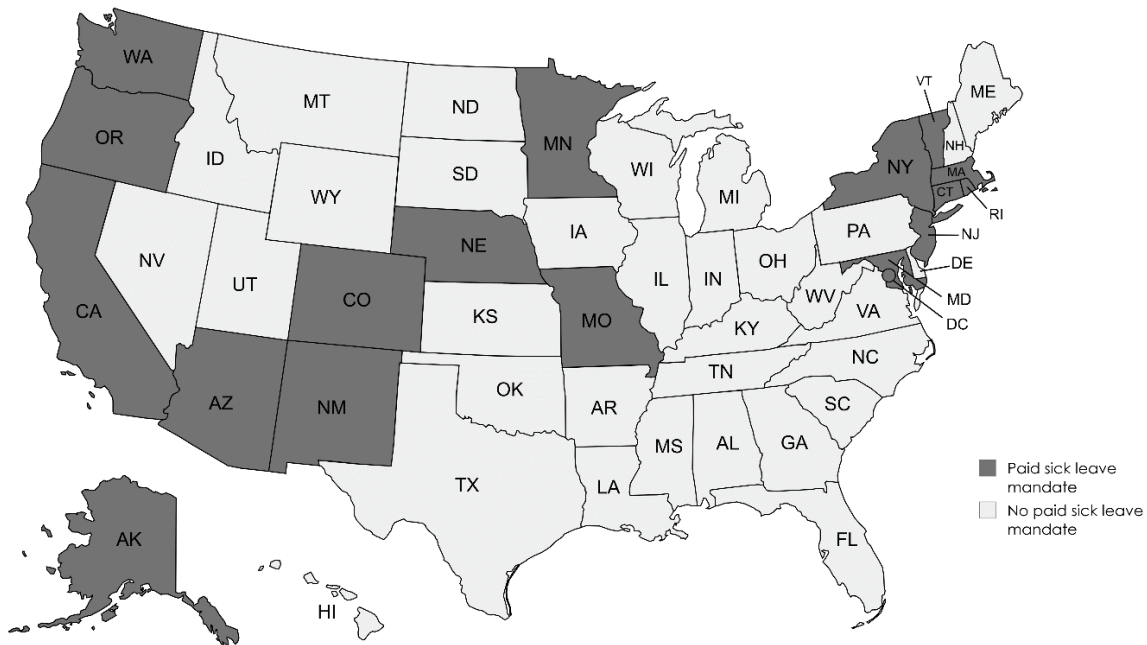 WA
MT
ND
MN
VT
ME
OR
ID
SD
WI
NY
NH
MA
WY
MI
CT
RI
IA
PA
NJ
NE
NV
UT
IL
IN
OH
DE
CA
CO
WV
MD
KS
MO
VA
DC
KY
NC
TN
AZ
NM
OK
AR
SC
MS
AL
GA
TX
LA
Paid sick leave
mandate
No paid sick leave
mandate
AK
FL
HI